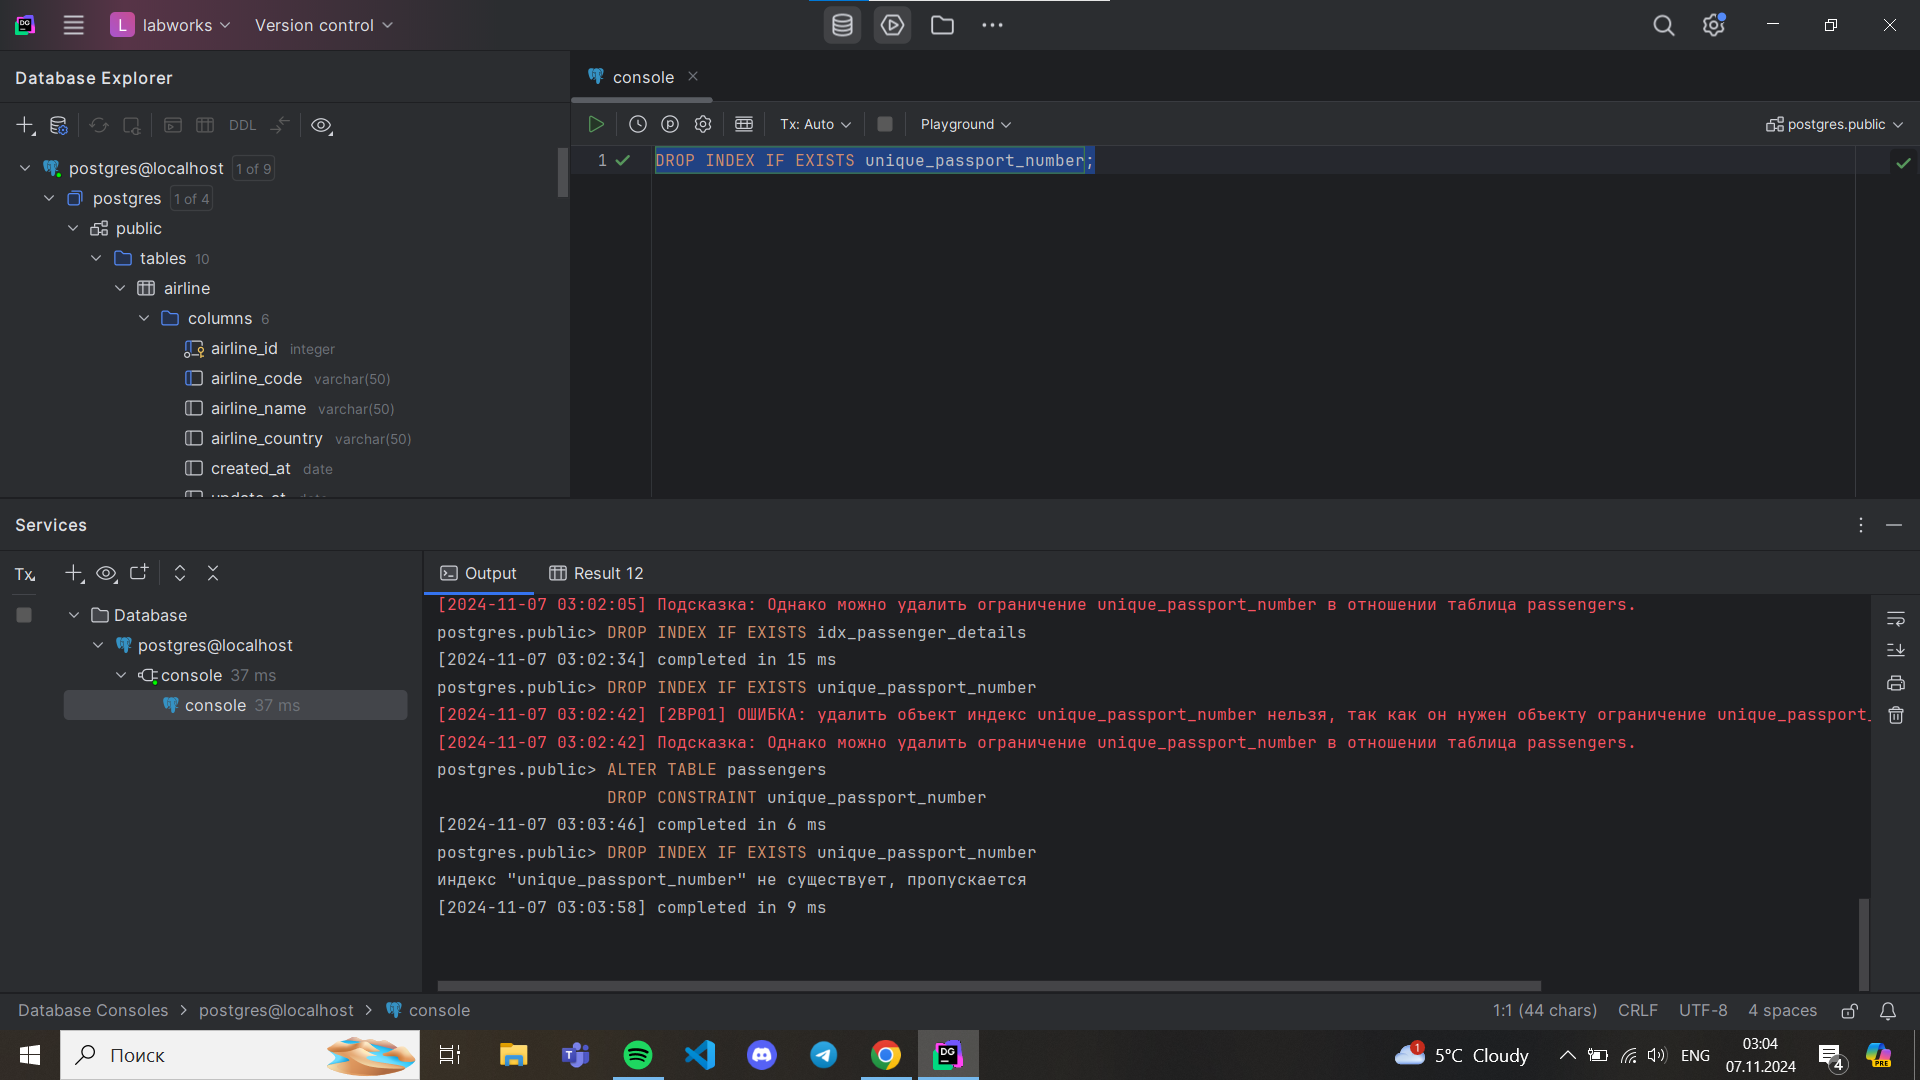 L labworks Version control
Database Explorer
console
DDL
Tx: Auto
Playground
postgres.public
1 DROP INDEX IF EXISTS unique_passport_number;
postgres@localhost 1 of 9
postgres 1 of 4
public
tables 10
airline
columns 6
airline_id integer
airline_code varchar(50)
airline_name varchar(50)
airline_country varchar(50)
created_at date
update_at date
Services
Tx
Database
postgres@localhost
console 37 ms
console 37 ms
Output Result 12
[2024-11-07 03:02:05] Подсказка: Однако можно удалить ограничение unique_passport_number в отношении таблица passengers.
postgres.public> DROP INDEX IF EXISTS idx_passenger_details
[2024-11-07 03:02:34] completed in 15 ms
postgres.public> DROP INDEX IF EXISTS unique_passport_number
[2024-11-07 03:02:42] [2BP01] ОШИБКА: удалить объект индекс unique_passport_number нельзя, так как он нужен объекту ограничение unique_passport_
[2024-11-07 03:02:42] Подсказка: Однако можно удалить ограничение unique_passport_number в отношении таблица passengers.
postgres.public> ALTER TABLE passengers
DROP CONSTRAINT unique_passport_number
[2024-11-07 03:03:46] completed in 6 ms
postgres.public> DROP INDEX IF EXISTS unique_passport_number
индекс "unique_passport_number" не существует, пропускается
[2024-11-07 03:03:58] completed in 9 ms
Database Consoles > postgres@localhost > console
1:1 (44 chars) CRLF UTF-8 4 spaces
Поиск
1 5°C Cloudy
ENG
03:04
07.11.2024
4
PRE